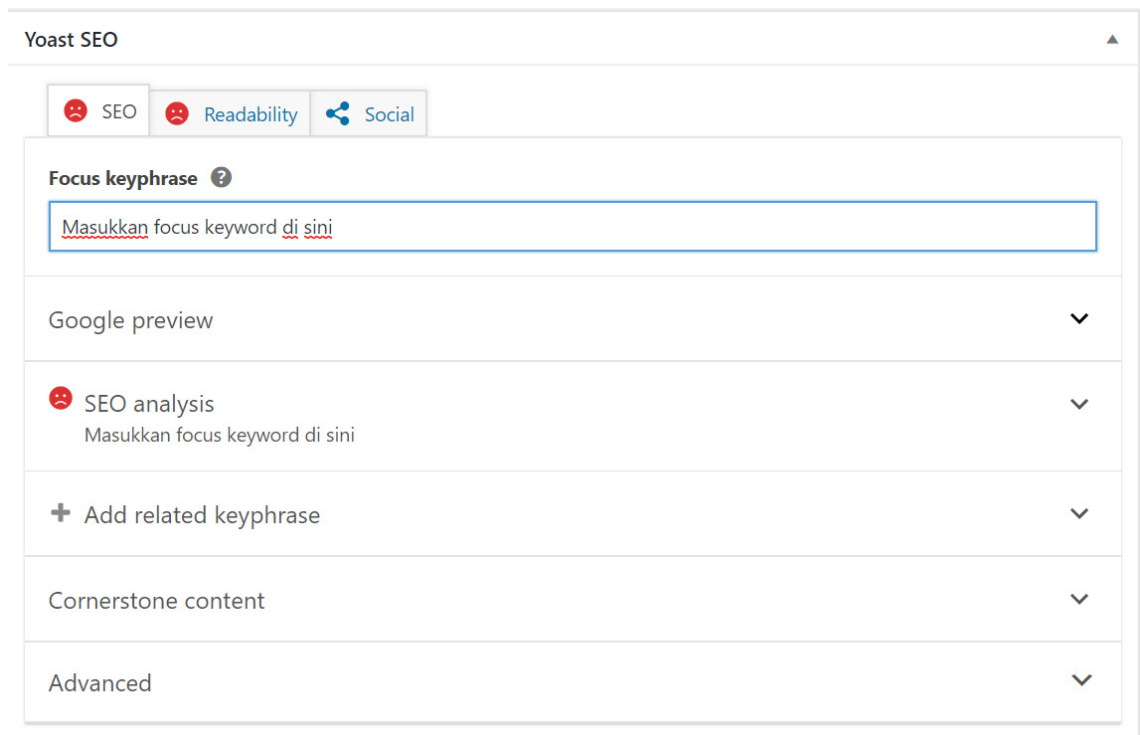 Yoast SEO
SEO Readability Social
Focus keyphrase
Masukkan focus keyword di sini
Google preview
SEO analysis
Masukkan focus keyword di sini
Add related keyphrase
Cornerstone content
Advanced